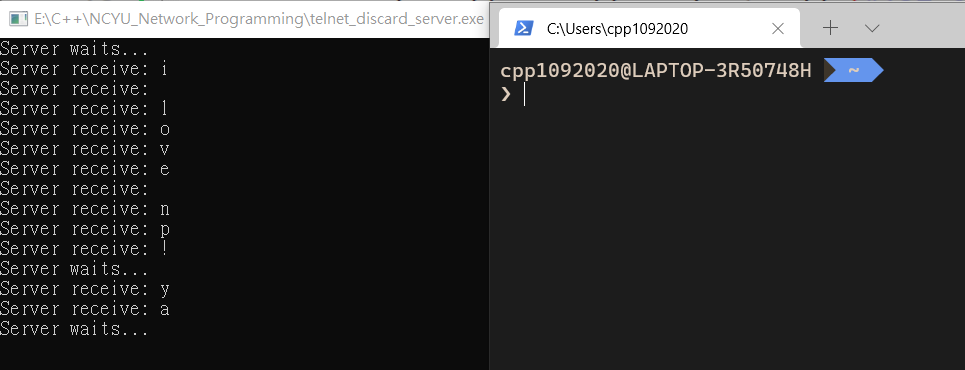 E:\C++\NCYU_Network_Programming\telnet_discard_server.exe
Server waits...
Server receive: i
Server receive:
Server receive: l
Server receive: o
Server receive: v
Server receive: e
Server receive:
Server receive: n
Server receive: p
Server receive: !
Server waits...
Server receive: y
Server receive: a
Server waits...
C:\Users\cpp1092020
cpp1092020@LAPTOP-3R50748H ~
❯